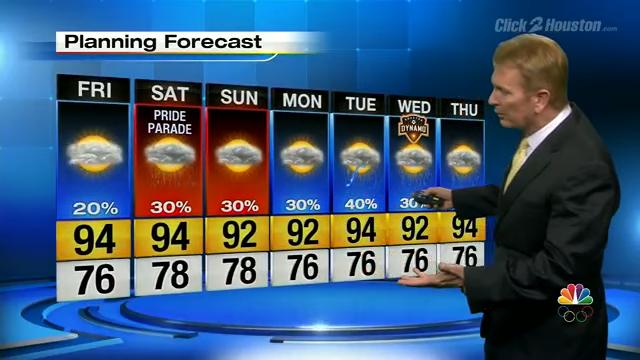 Click2Houston.com
Planning Forecast
FRI SAT SUN MON TUE WED THU
PRIDE
PARADE
DYNAMO
20% 30% 30% 30% 40% 30%
94 94 92 92 94 92 94
76 78 78 76 76 76 76